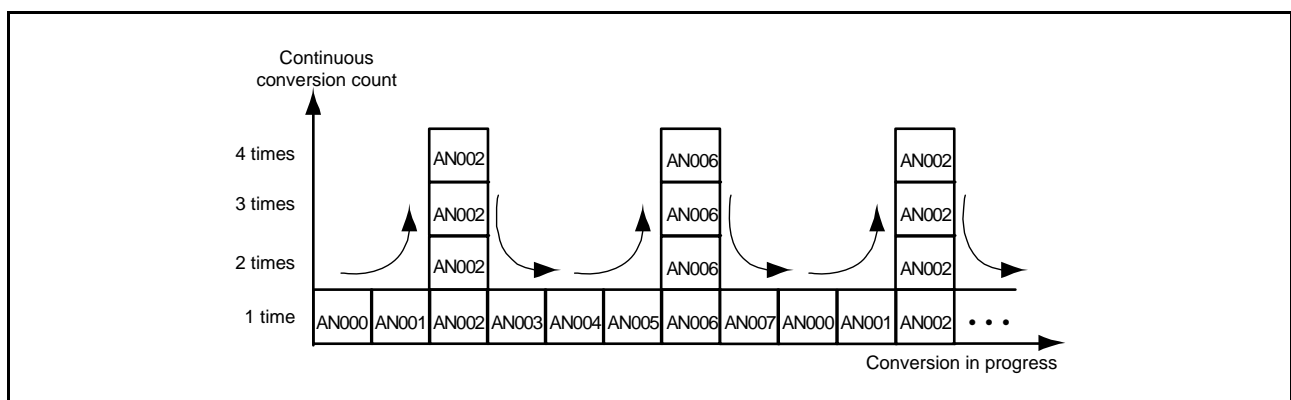 Continuous
conversion count
4 times
AN002 AN006 AN002
3 times
AN002 AN006 AN002
2 times
AN002 AN006 AN002
1 time
AN000 AN001 AN002 AN003 AN004 AN005 AN006 AN007 AN000 AN001 AN002 • • •
Conversion in progress